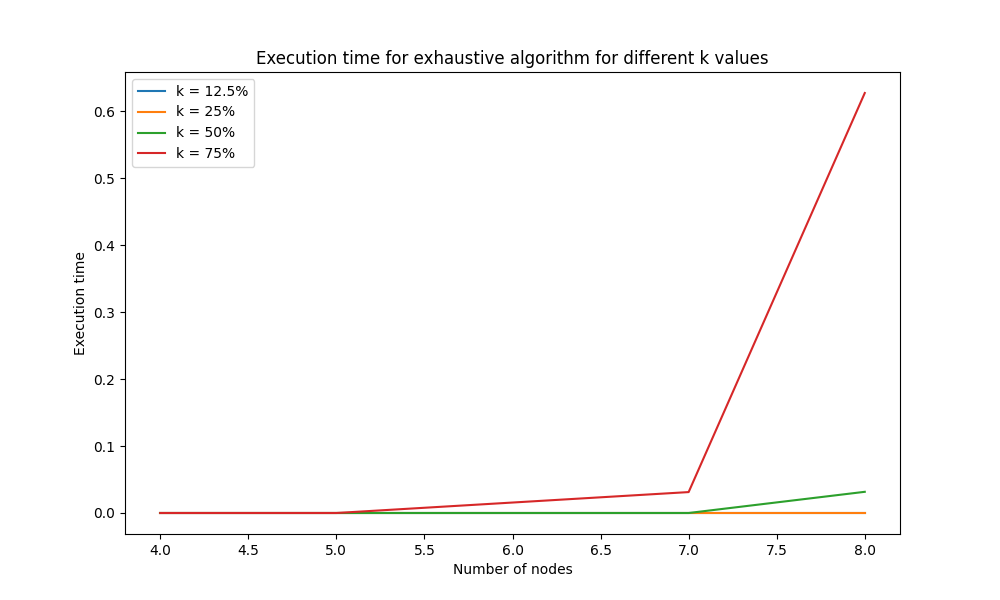 Execution time for exhaustive algorithm for different k values
k = 12.5%
k = 25%
k = 50%
k = 75%
0.6
0.5
0.4
0.3
0.2
0.1
0.0
Execution time
4.0 4.5 5.0 5.5 6.0 6.5 7.0 7.5 8.0
Number of nodes